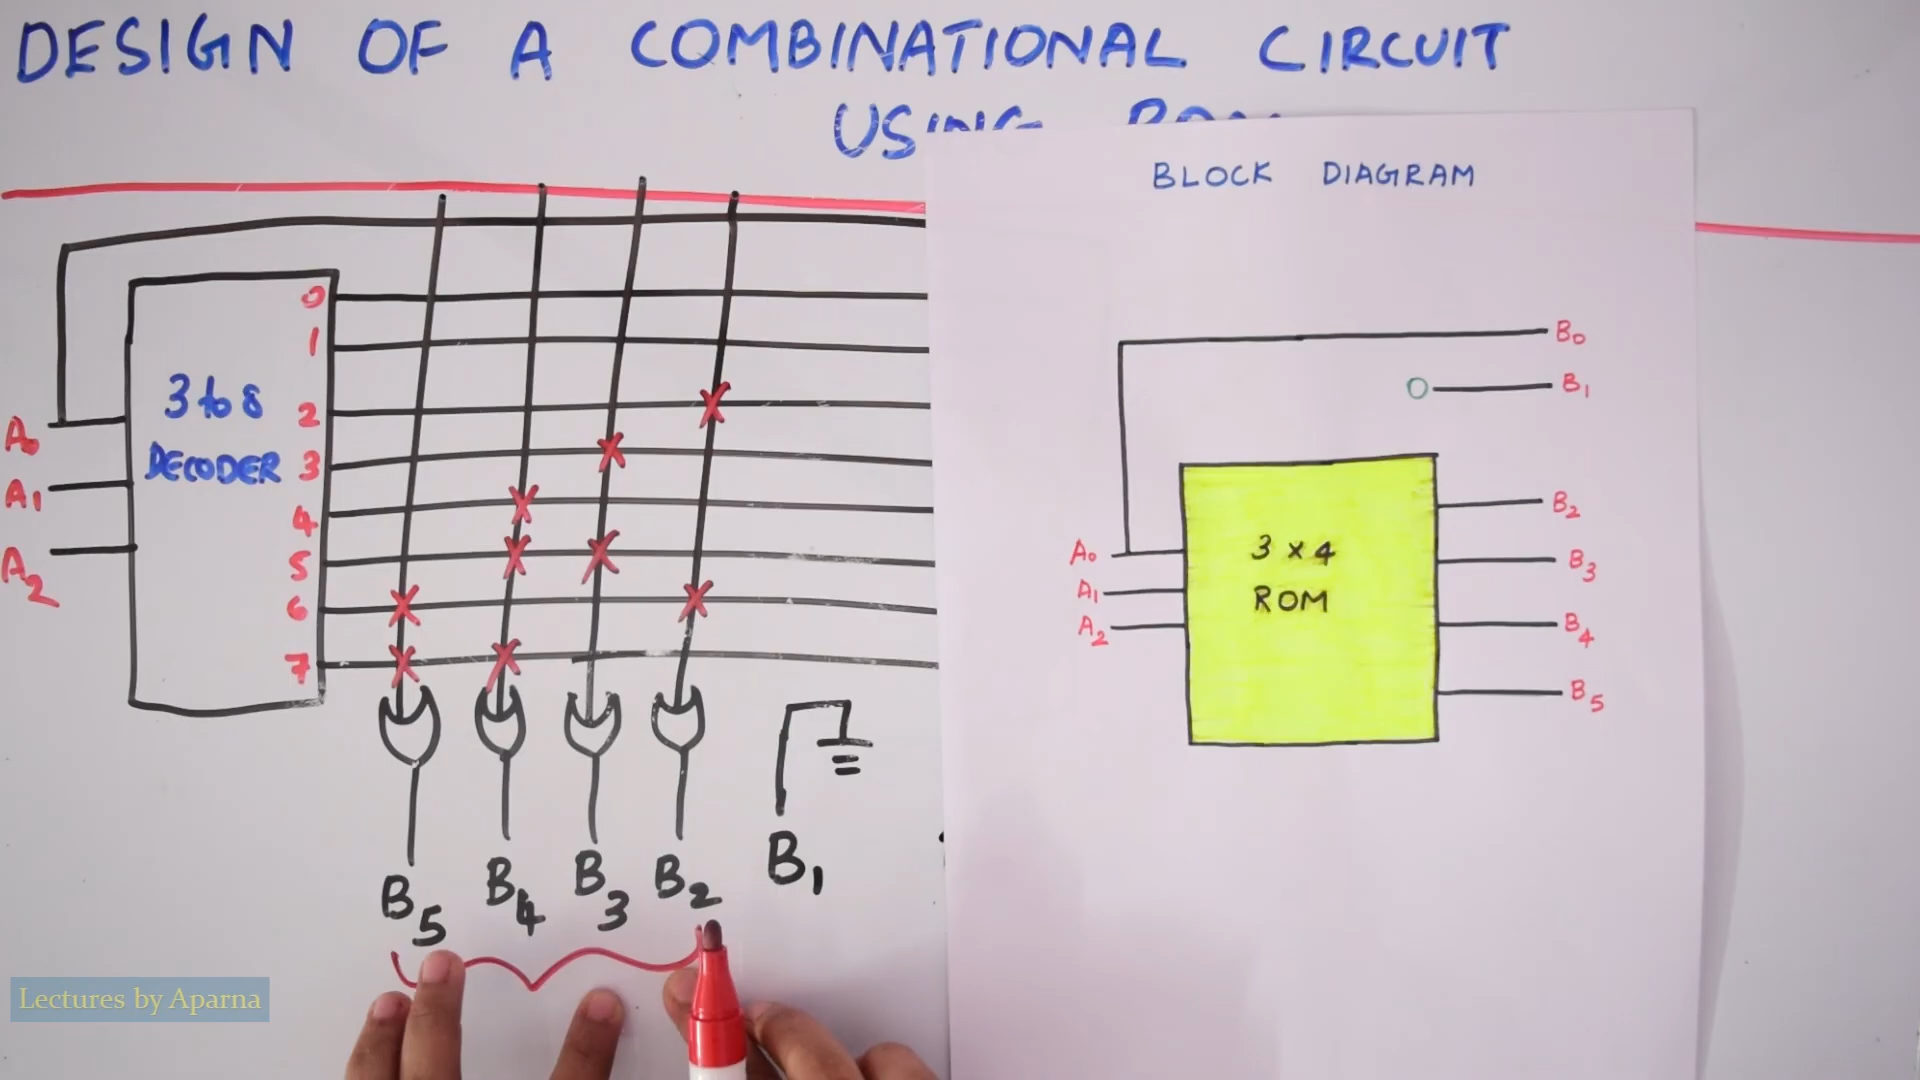 DESIGN OF A COMBINATIONAL CIRCUIT
USING ROM
BLOCK DIAGRAM
0
1
2
3
4
5
6
7
3 to 8
DECODER
A0
A1
A2
B5 B4 B3 B2 B1
B0
0 B1
B2
B3
B4
B5
A0
A1
A2
3 x 4
ROM
Lectures by Aparna